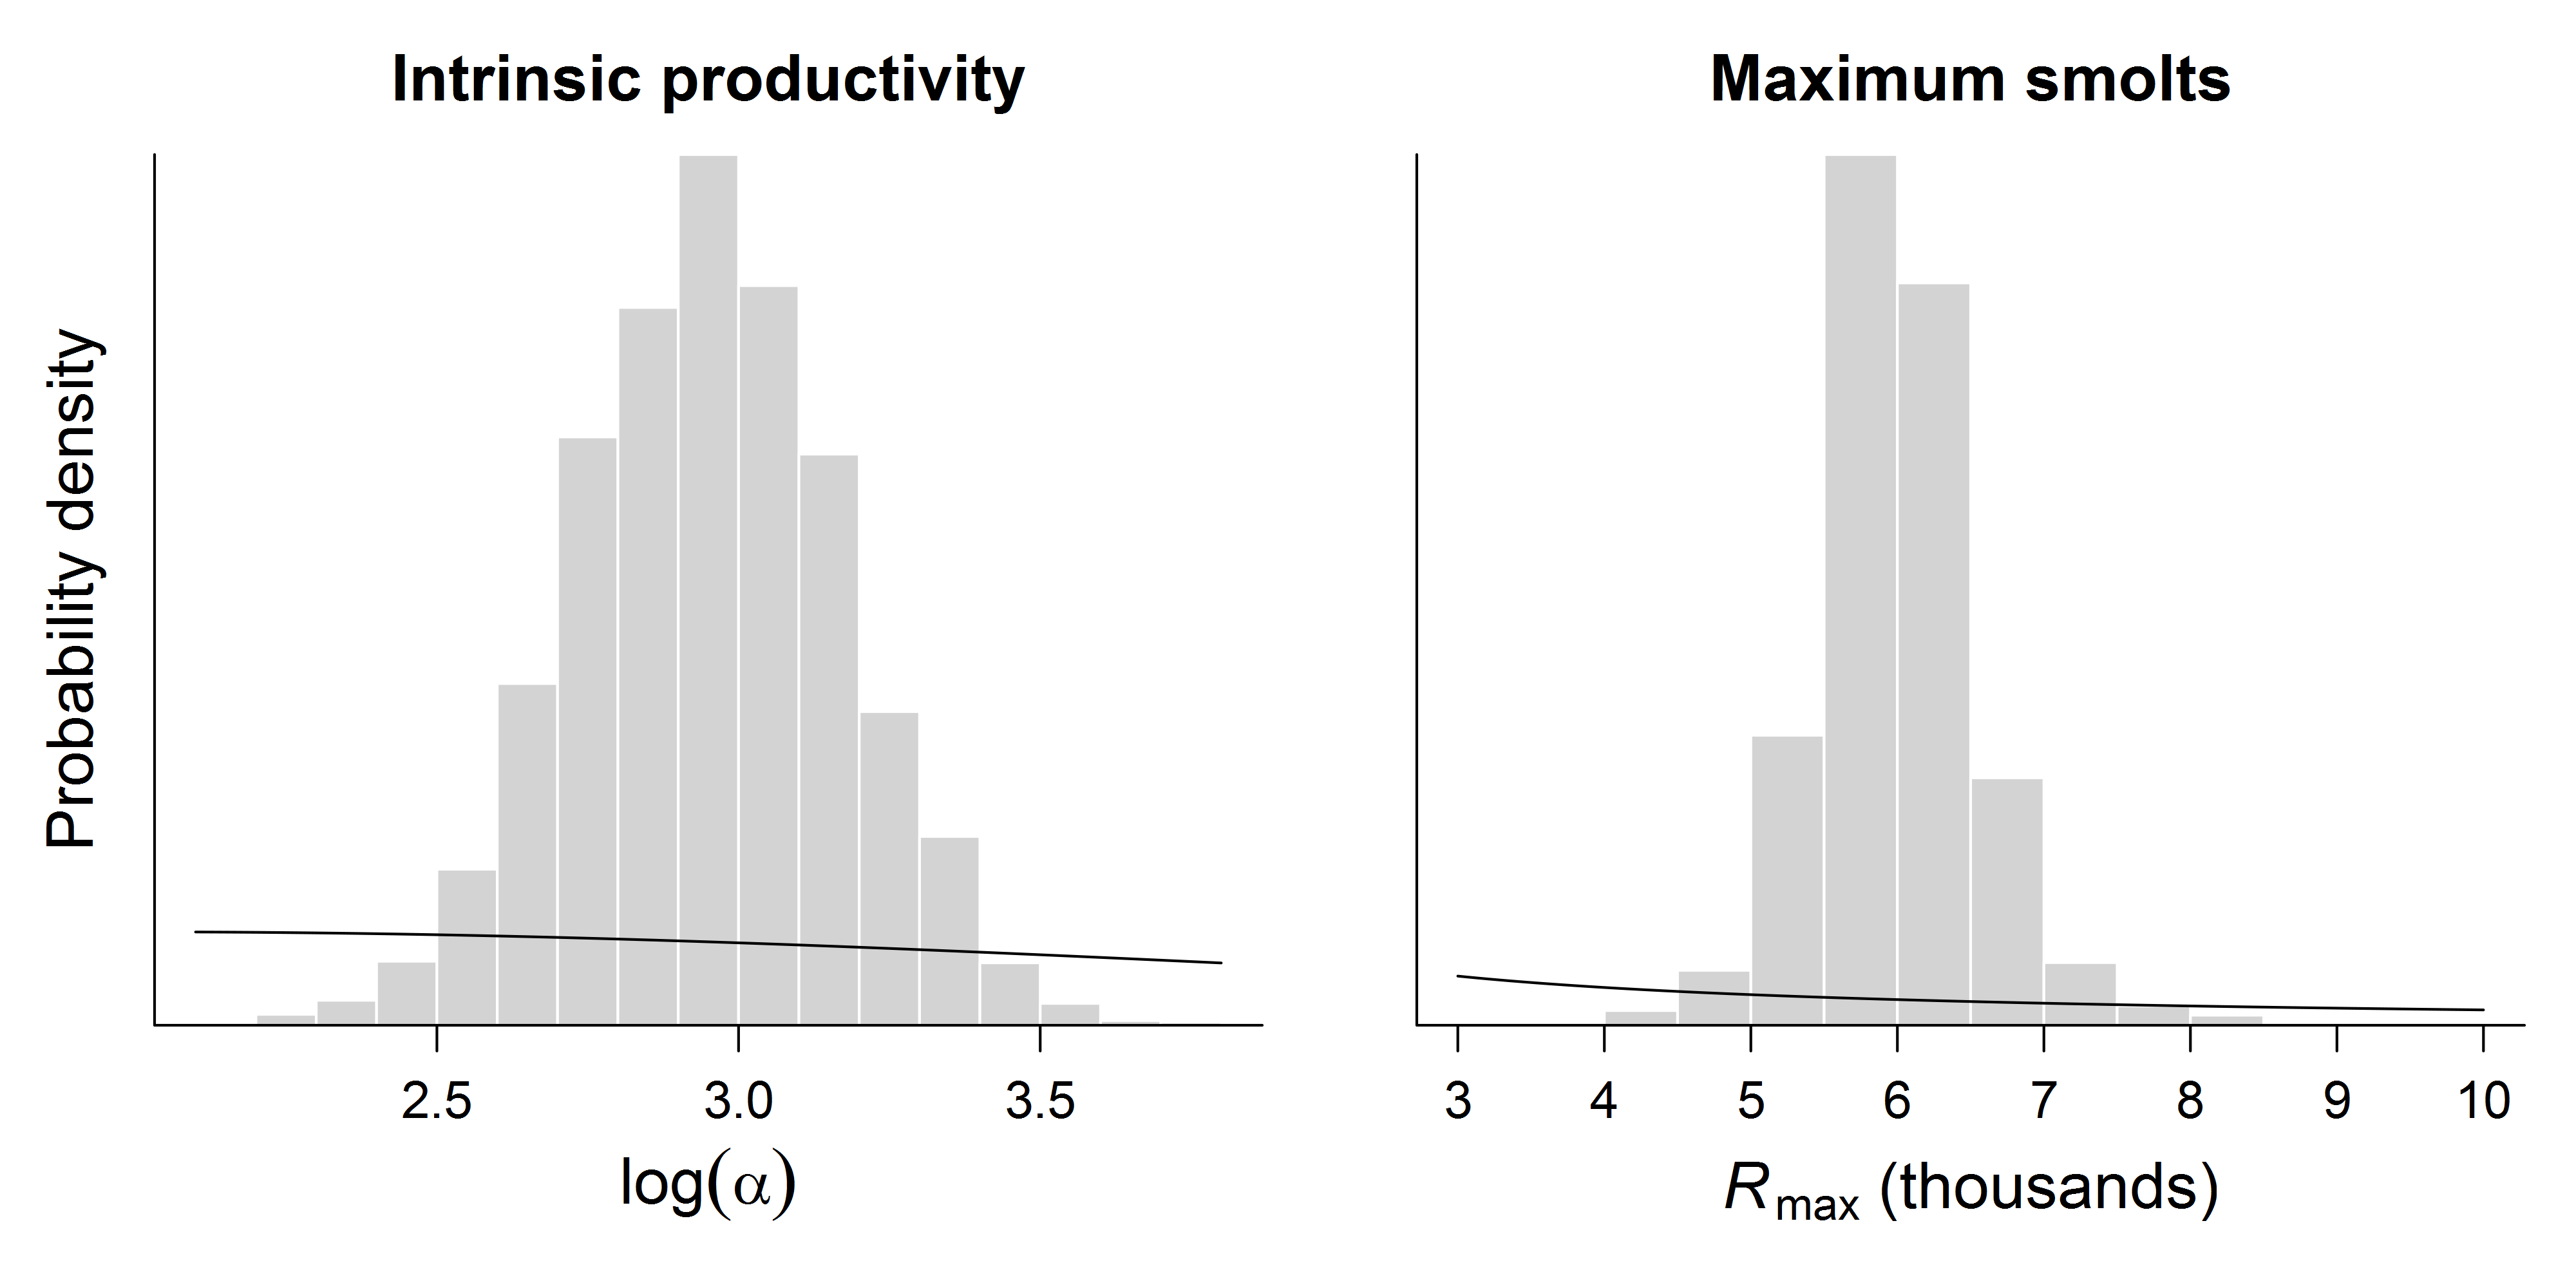 Intrinsic productivity
Probability density
2.5 3.0 3.5
log(α)
Maximum smolts
3 4 5 6 7 8 9 10
Rmax (thousands)